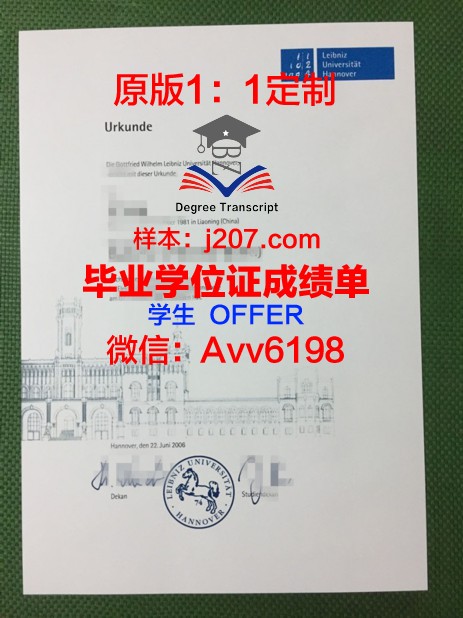 Leibniz
Universität
Hannover
原版1：1定制
Urkunde
Die Gottfried Wilhelm Leibniz Universität Hannover
dieser Urkunde
Degree Transcript
1981 in Liaoning (China)
样本：j207.com
毕业学位证成绩单
学生 OFFER
微信：Avv6198
Hannover, den 22. Juni 2006
LEIBNIZ UNIVERSITÄT
74
HANNOVER
Dekan